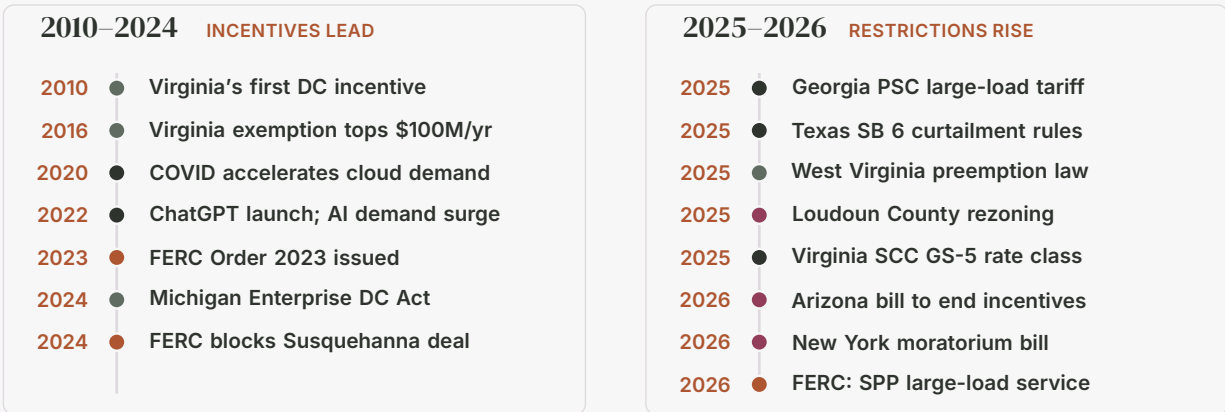 2010–2024 INCENTIVES LEAD
2010 Virginia’s first DC incentive
2016 Virginia exemption tops $100M/yr
2020 COVID accelerates cloud demand
2022 ChatGPT launch; AI demand surge
2023 FERC Order 2023 issued
2024 Michigan Enterprise DC Act
2024 FERC blocks Susquehanna deal
2025–2026 RESTRICTIONS RISE
2025 Georgia PSC large-load tariff
2025 Texas SB 6 curtailment rules
2025 West Virginia preemption law
2025 Loudoun County rezoning
2025 Virginia SCC GS-5 rate class
2026 Arizona bill to end incentives
2026 New York moratorium bill
2026 FERC: SPP large-load service